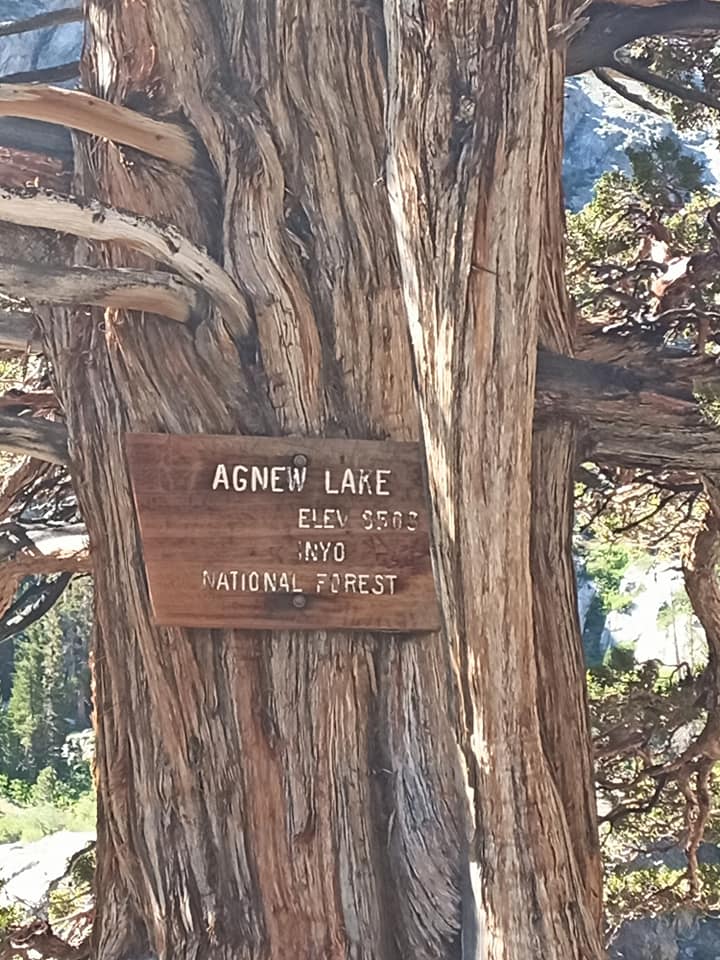 AGNEW LAKE
ELEV 8508
INYO
NATIONAL FOREST